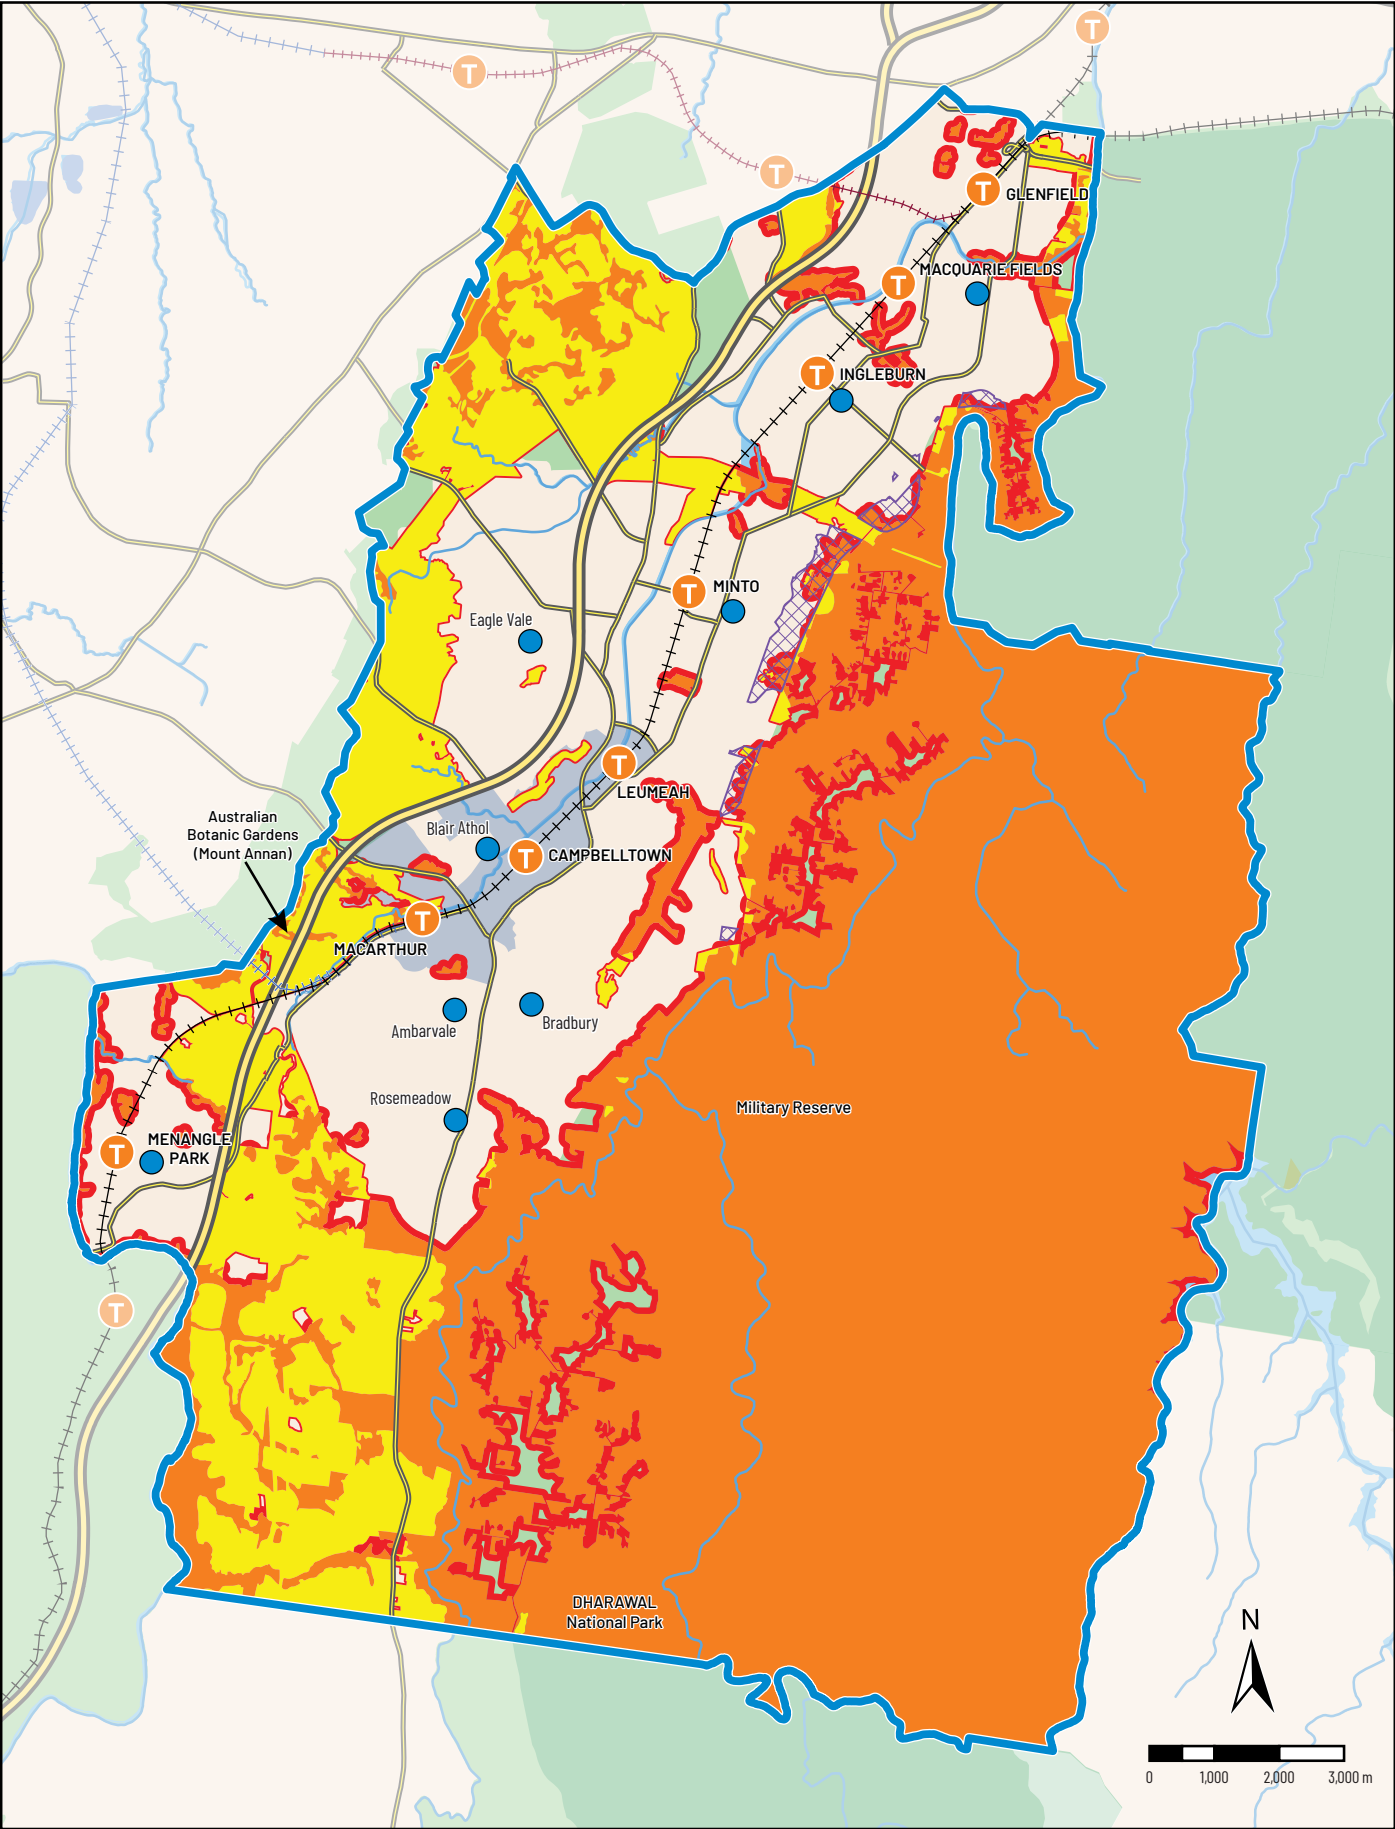 T
T
T
T
GLENFIELD
MACQUARIE FIELDS
T
T
INGLEBURN
T
MINTO
Eagle Vale
T
LEUMEAH
Australian
Botanic Gardens
(Mount Annan)
Blair Athol
T
CAMPBELLTOWN
T
MACARTHUR
Ambarvale
Bradbury
Rosemeadow
Military Reserve
T
MENANGLE
PARK
T
DHARAWAL
National Park
N
0
1,000
2,000
3,000 m